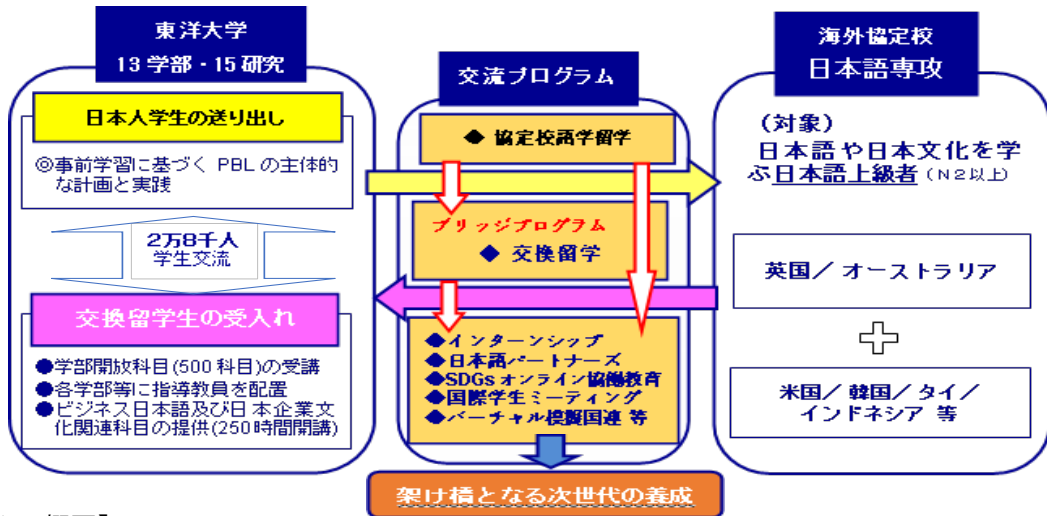 東洋大学
13学部・15研究
日本人学生の送り出し
◎事前学習に基づく PBLの主体的
な計画と実践
2万8千人
学生交流
交換留学生の受入れ
●学部開放科目(500科目)の受講
●各学部等に指導教員を配置
●ビジネス日本語及び日本企業文
化関連科目の提供(250時間開講)
交流プログラム
◆ 協定校語学留学
ブリッジプログラム
◆ 交換留学
◆インターンシップ
◆日本語パートナーズ
◆SDGsオンライン協働教育
◆国際学生ミーティング
◆バーチャル模擬国連 等
架け橋となる次世代の養成
海外協定校
日本語専攻
(対象)
日本語や日本文化を学
ぶ日本語上級者(N2以上)
英国/オーストラリア
米国/韓国/タイ/
インドネシア 等